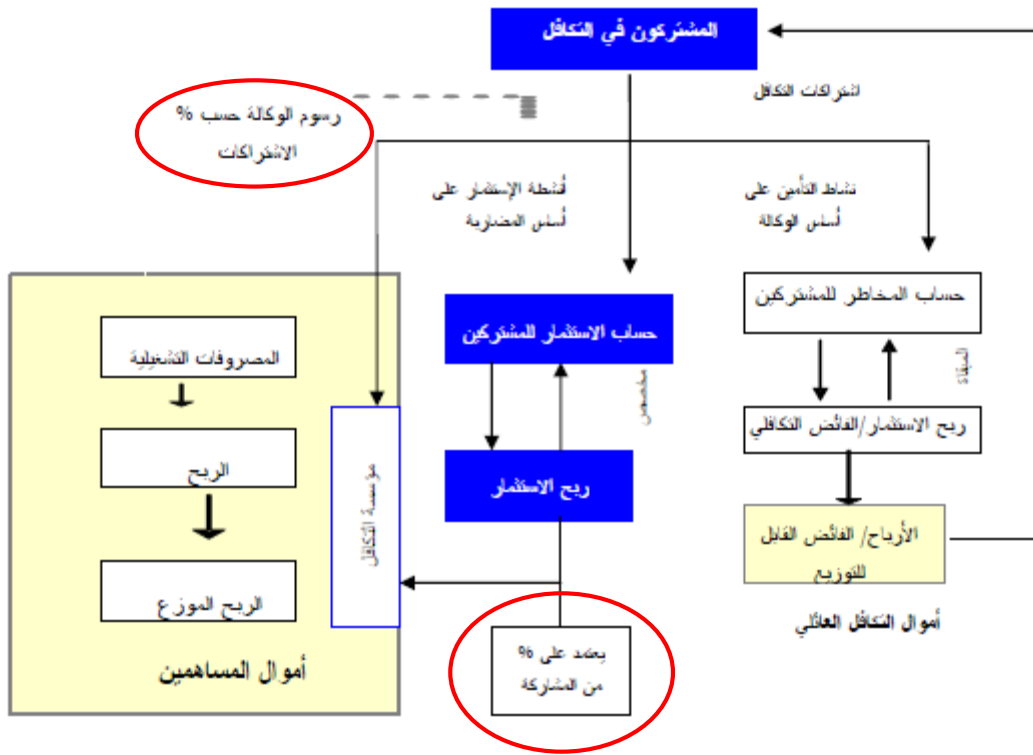 المشتركون في التكافل
اشتراكات التكافل
رسوم الوكالة حسب %
الاشتراكات
أنشطة الإستثمار على
أساس المضاربة
نشاط التأمين على
أساس الوكالة
حساب المخاطر للمشتركين
حساب الاستثمار للمشتركين
المصروفات التشغيلية
المبقاة
مخصص
ربح الاستثمار/الفائض التكافلي
الربح
ربح الاستثمار
مؤسسة التكافل
الأرباح/ الفائض القابل
للتوزيع
الربح الموزع
أموال التكافل العائلي
يعتمد على %
من المشاركة
أموال المساهمين